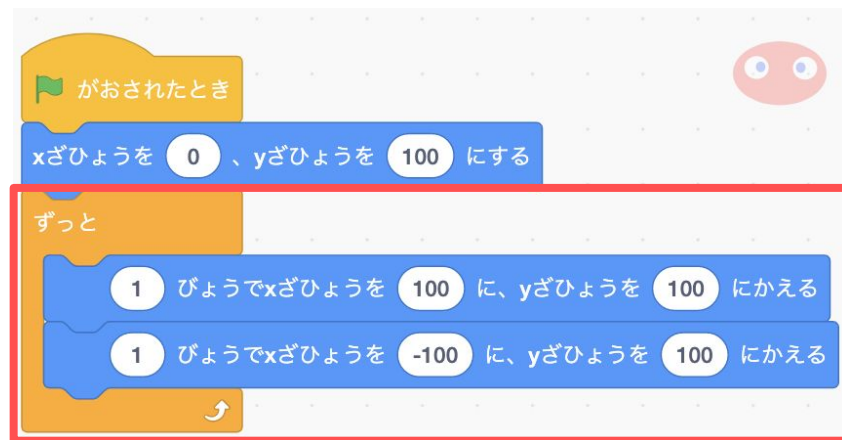 がおされたとき
xざひょうを 0 、yざひょうを 100 にする
ずっと
1 びょうでxざひょうを 100 に、yざひょうを 100 にかえる
1 びょうでxざひょうを -100 に、yざひょうを 100 にかえる